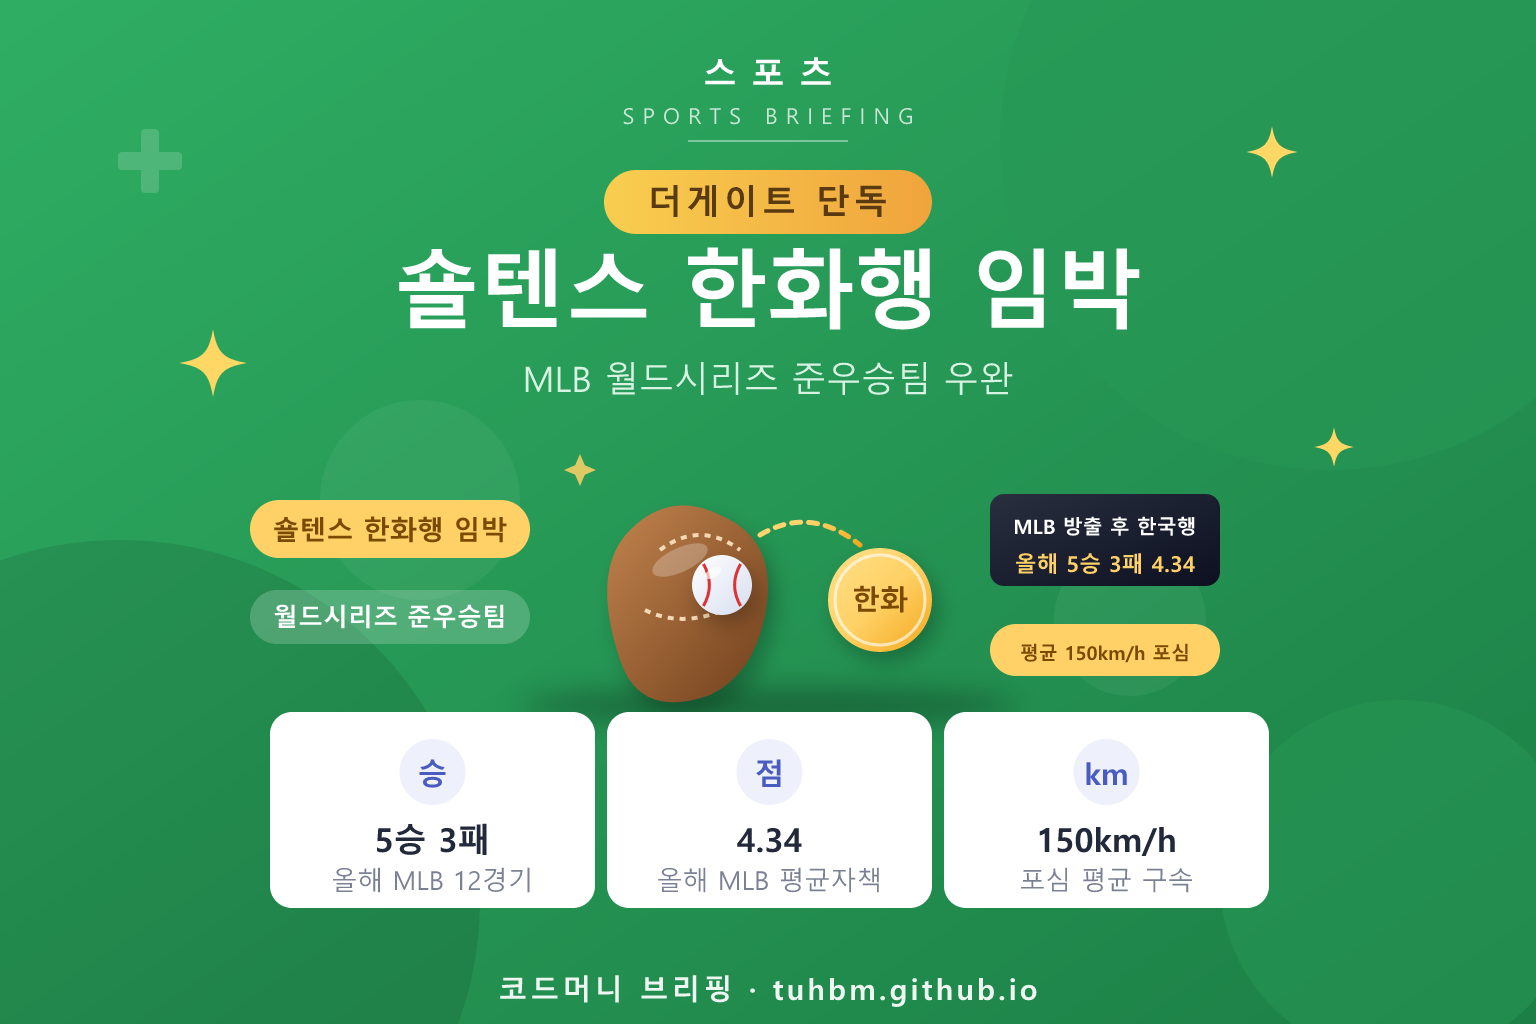 스포츠
SPORTS BRIEFING
더게이트 단독
숄텐스 한화행 임박
MLB 월드시리즈 준우승팀 우완
숄텐스 한화행 임박
월드시리즈 준우승팀
한화
MLB 방출 후 한국행
올해 5승 3패 4.34
평균 150km/h 포심
승
5승 3패
올해 MLB 12경기
점
4.34
올해 MLB 평균자책
km
150km/h
포심 평균 구속
코드머니 브리핑 · tuhbm.github.io